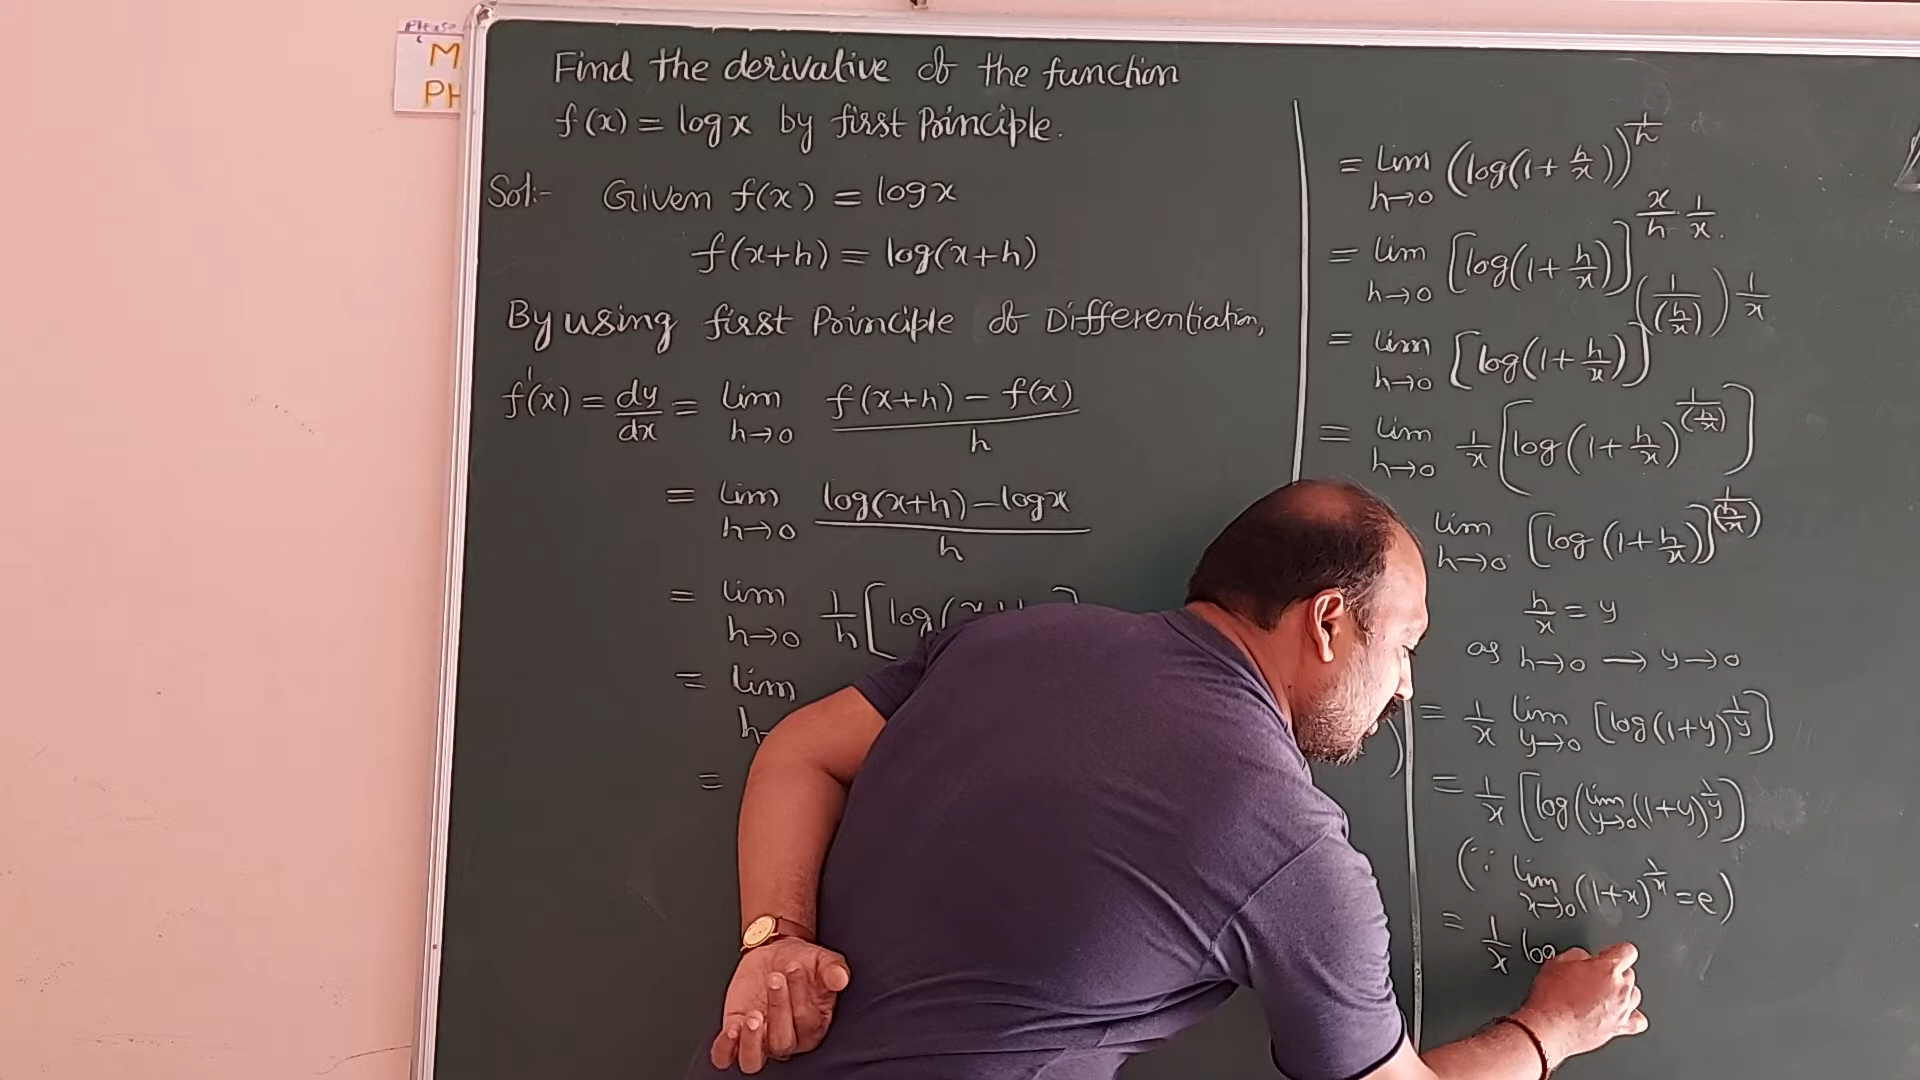 Please
M
PH
Find the derivative of the function
f(x) = log x by first Principle.
Sol:- Given f(x) = log x
f(x+h) = log(x+h)
By using first Principle of Differentiation,
f'(x) = dy/dx = lim h→0 f(x+h) − f(x) / h
= lim h→0 log(x+h) − log x / h
= lim h→0 1/h [log(
= lim
=
= lim h→0 (log(1 + h/x))^(1/h)
= lim h→0 [log(1 + h/x)]^(x/h · 1/x)
= lim h→0 [log(1 + h/x)]^((1/(h/x)) 1/x)
= lim h→0 1/x [log(1 + h/x)^(1/(h/x))]
lim h→0 [log(1 + h/x)]^(1/(h/x))
h/x = y
as h→0 → y→0
= 1/x lim y→0 [log(1+y)^(1/y)]
= 1/x [log(lim y→0 (1+y)^(1/y))]
(∵ lim x→0 (1+x)^(1/x) = e)
= 1/x log